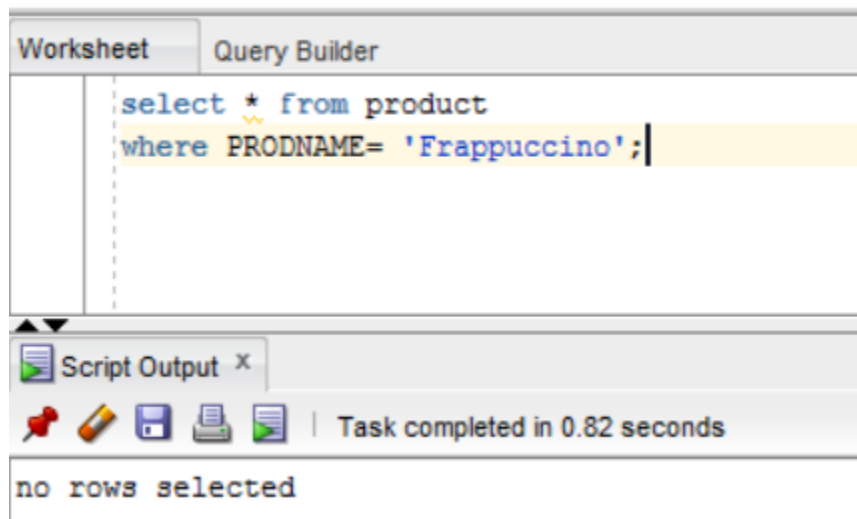 Worksheet Query Builder
select * from product
where PRODNAME= 'Frappuccino';
Script Output x
Task completed in 0.82 seconds
no rows selected